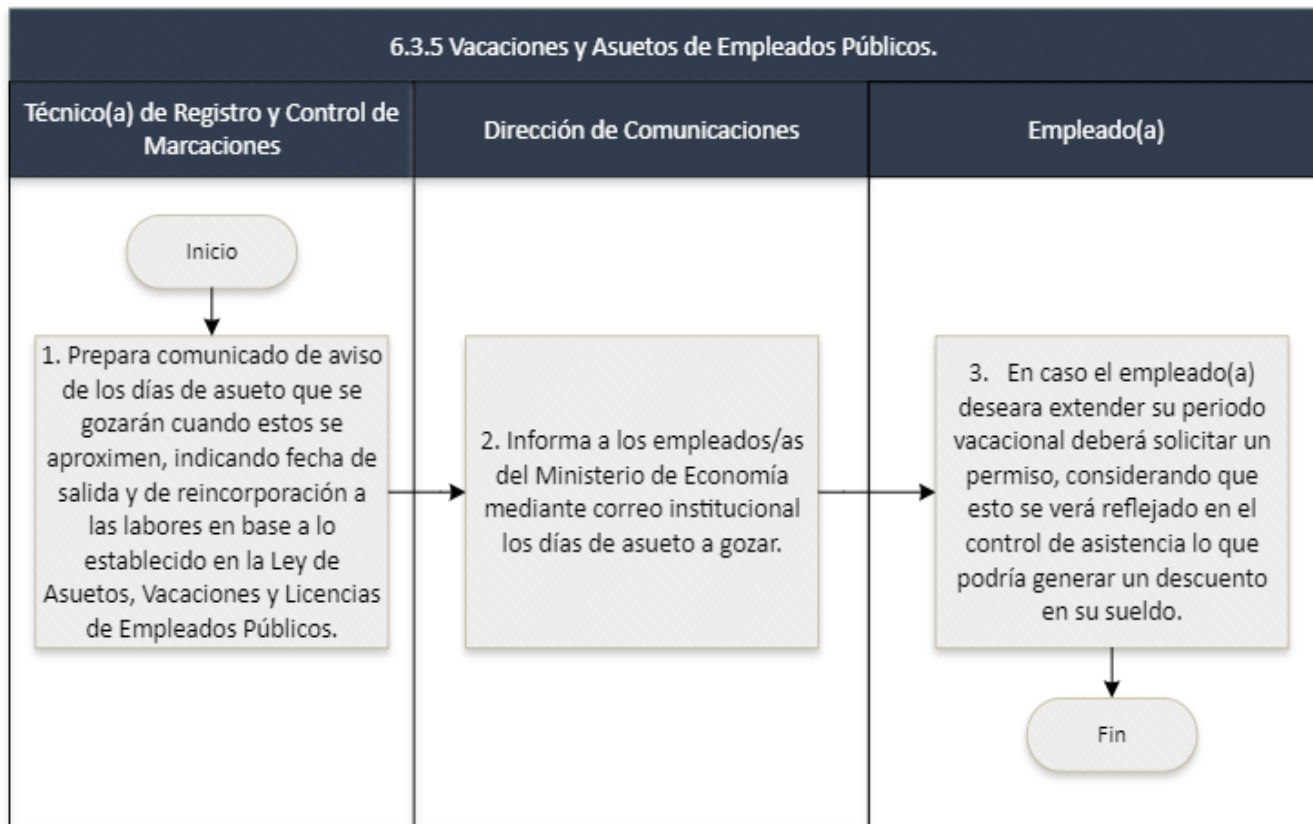 6.3.5 Vacaciones y Asuetos de Empleados Públicos.
Técnico(a) de Registro y Control de
Marcaciones
Dirección de Comunicaciones
Empleado(a)
Inicio
1. Prepara comunicado de aviso
de los días de asueto que se
gozarán cuando estos se
aproximen, indicando fecha de
salida y de reincorporación a
las labores en base a lo
establecido en la Ley de
Asuetos, Vacaciones y Licencias
de Empleados Públicos.
2. Informa a los empleados/as
del Ministerio de Economía
mediante correo institucional
los días de asueto a gozar.
3. En caso el empleado(a)
deseara extender su periodo
vacacional deberá solicitar un
permiso, considerando que
esto se verá reflejado en el
control de asistencia lo que
podría generar un descuento
en su sueldo.
Fin